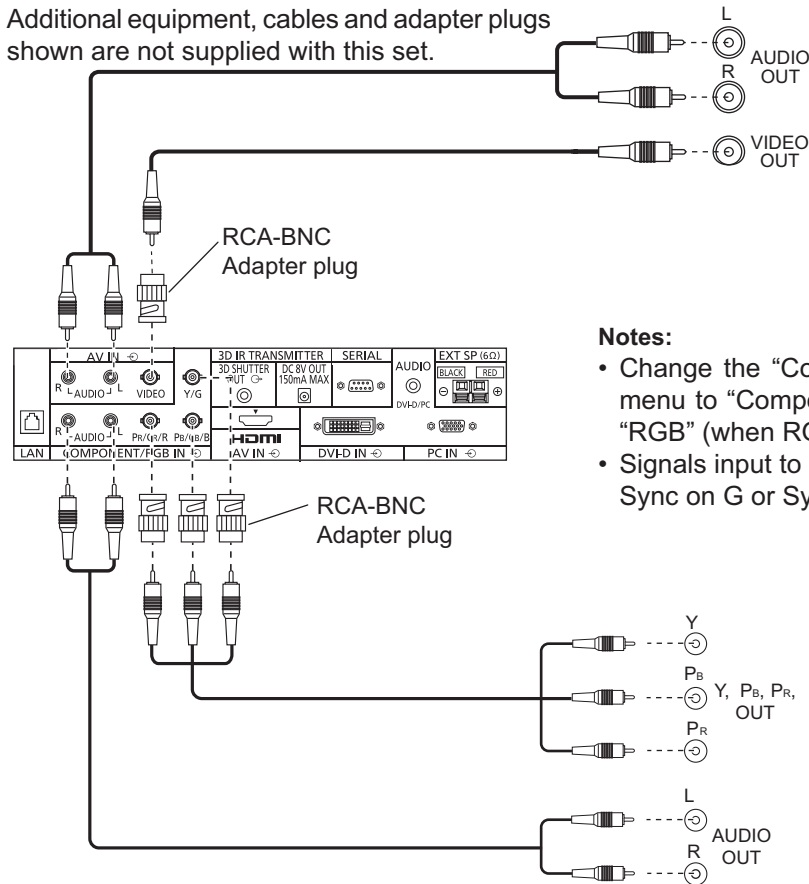 Additional equipment, cables and adapter plugs
shown are not supplied with this set.
L
AUDIO
OUT
R
VIDEO
OUT
RCA-BNC
Adapter plug
AV IN
3D IR TRANSMITTER
SERIAL
AUDIO
EXT SP (6Ω)
3D SHUTTER
OUT
DC 8V OUT
150mA MAX
BLACK
RED
R
AUDIO
L
VIDEO
Y/G
DVI-D/PC
R
AUDIO
L
PR/CR/R
PB/CB/B
HDMI
LAN
COMPONENT/RGB IN
AV IN
DVI-D IN
PC IN
Notes:
• Change the “Co
menu to “Compo
“RGB” (when RG
• Signals input to
Sync on G or Sy
RCA-BNC
Adapter plug
Y
PB
Y, PB, PR,
OUT
PR
L
AUDIO
R OUT